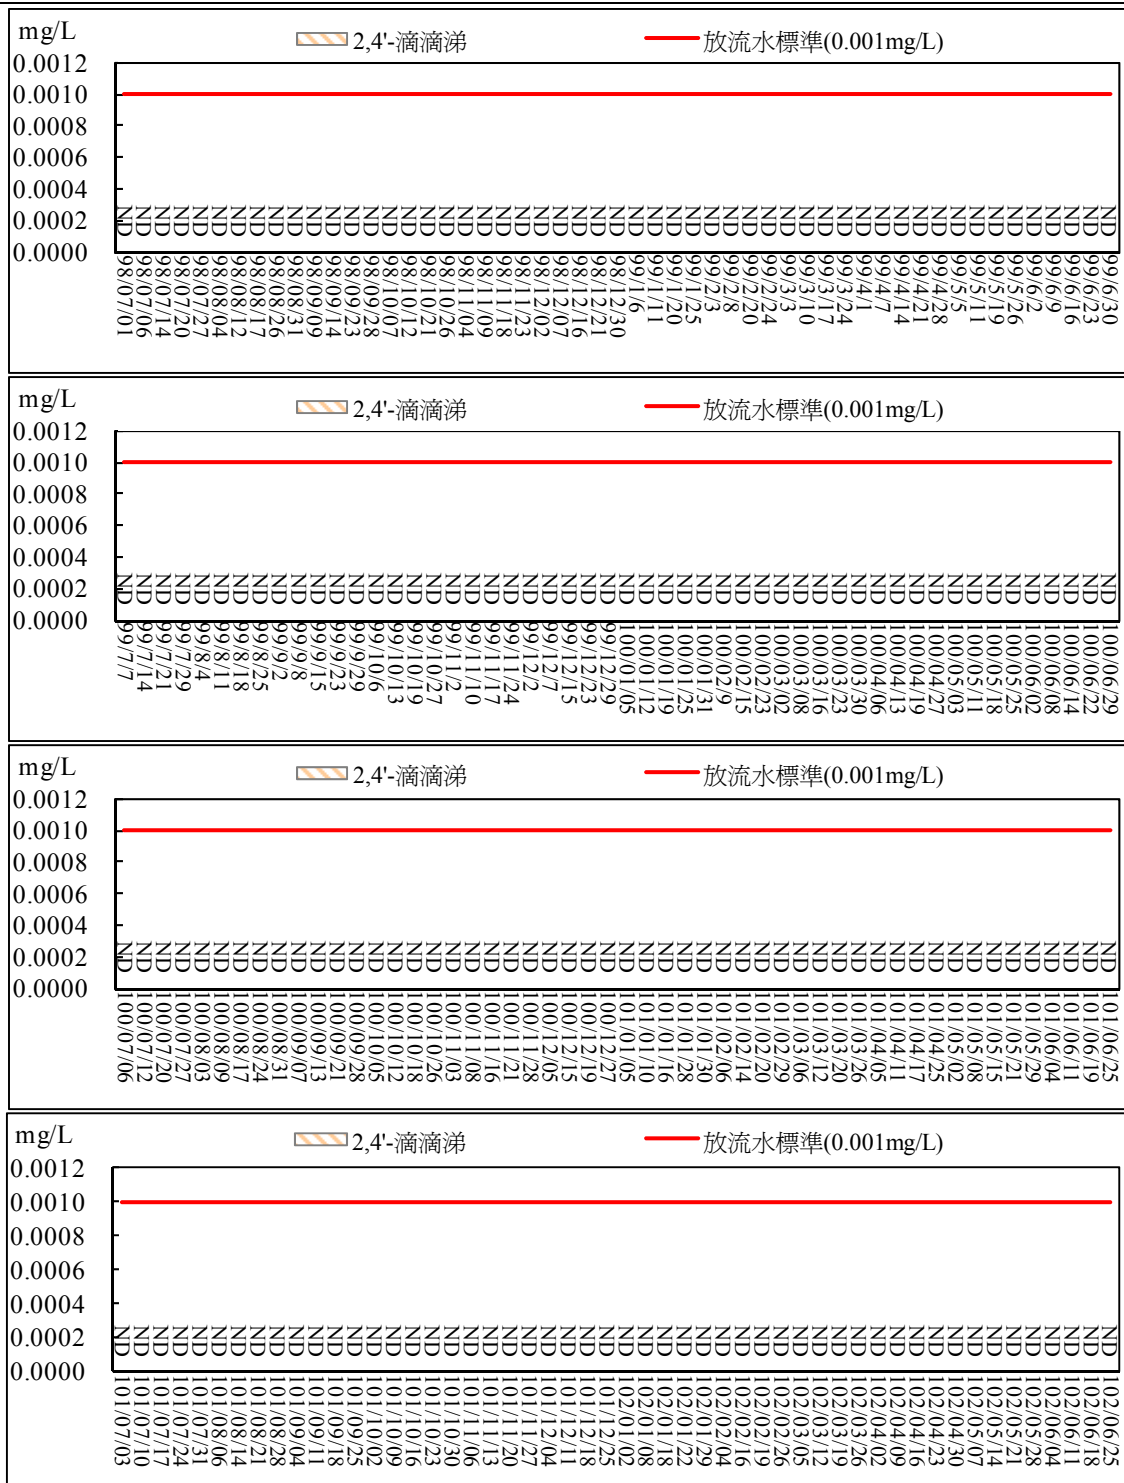 mg/L
2,4'-滴滴涕 放流水標準(0.001mg/L)
0.0012
0.0010
0.0008
0.0006
0.0004
0.0002
0.0000
ND ND ND ND ND ND ND ND ND ND ND ND ND ND ND ND ND ND ND ND ND ND ND ND ND ND ND ND ND ND ND ND ND ND ND ND ND ND ND ND ND ND ND ND ND ND ND ND ND ND ND ND
98/07/01 98/07/06 98/07/14 98/07/20 98/07/27 98/08/04 98/08/12 98/08/17 98/08/26 98/08/31 98/09/09 98/09/14 98/09/23 98/09/28 98/10/07 98/10/12 98/10/21 98/10/26 98/11/04 98/11/09 98/11/18 98/11/23 98/12/02 98/12/07 98/12/16 98/12/21 98/12/30 99/1/6 99/1/11 99/1/20 99/1/25 99/2/3 99/2/8 99/2/20 99/2/24 99/3/3 99/3/10 99/3/17 99/3/24 99/4/1 99/4/7 99/4/14 99/4/21 99/4/28 99/5/5 99/5/11 99/5/19 99/5/26 99/6/2 99/6/9 99/6/16 99/6/23 99/6/30
mg/L
2,4'-滴滴涕 放流水標準(0.001mg/L)
0.0012
0.0010
0.0008
0.0006
0.0004
0.0002
0.0000
ND ND ND ND ND ND ND ND ND ND ND ND ND ND ND ND ND ND ND ND ND ND ND ND ND ND ND ND ND ND ND ND ND ND ND ND ND ND ND ND ND ND ND ND ND ND ND ND ND ND ND ND
99/7/7 99/7/14 99/7/21 99/7/29 99/8/4 99/8/11 99/8/18 99/8/25 99/9/2 99/9/8 99/9/15 99/9/23 99/9/29 99/10/6 99/10/13 99/10/19 99/10/27 99/11/2 99/11/10 99/11/17 99/11/24 99/12/2 99/12/7 99/12/15 99/12/23 99/12/29 100/01/05 100/01/12 100/01/19 100/01/25 100/01/31 100/02/9 100/02/15 100/02/23 100/03/02 100/03/08 100/03/16 100/03/23 100/03/30 100/04/06 100/04/13 100/04/19 100/04/27 100/05/03 100/05/11 100/05/18 100/05/25 100/06/02 100/06/08 100/06/14 100/06/22 100/06/29
mg/L
2,4'-滴滴涕 放流水標準(0.001mg/L)
0.0012
0.0010
0.0008
0.0006
0.0004
0.0002
0.0000
ND ND ND ND ND ND ND ND ND ND ND ND ND ND ND ND ND ND ND ND ND ND ND ND ND ND ND ND ND ND ND ND ND ND ND ND ND ND ND ND ND ND ND ND ND ND ND ND ND ND ND ND
100/07/06 100/07/12 100/07/20 100/07/27 100/08/03 100/08/09 100/08/17 100/08/24 100/08/31 100/09/07 100/09/13 100/09/21 100/09/28 100/10/05 100/10/12 100/10/18 100/10/26 100/11/03 100/11/08 100/11/16 100/11/21 100/11/28 100/12/05 100/12/15 100/12/19 100/12/27 101/01/05 101/01/10 101/01/16 101/01/28 101/01/30 101/02/06 101/02/14 101/02/20 101/02/29 101/03/06 101/03/12 101/03/20 101/03/26 101/04/05 101/04/11 101/04/17 101/04/25 101/05/02 101/05/08 101/05/15 101/05/21 101/05/29 101/06/04 101/06/11 101/06/19 101/06/25
mg/L
2,4'-滴滴涕 放流水標準(0.001mg/L)
0.0012
0.0010
0.0008
0.0006
0.0004
0.0002
0.0000
ND ND ND ND ND ND ND ND ND ND ND ND ND ND ND ND ND ND ND ND ND ND ND ND ND ND ND ND ND ND ND ND ND ND ND ND ND ND ND ND ND ND ND ND ND ND ND ND ND ND ND ND
101/07/03 101/07/10 101/07/17 101/07/24 101/07/31 101/08/06 101/08/14 101/08/21 101/08/28 101/09/04 101/09/11 101/09/18 101/09/25 101/10/02 101/10/09 101/10/16 101/10/23 101/10/30 101/11/06 101/11/13 101/11/20 101/11/27 101/12/04 101/12/11 101/12/18 101/12/25 102/01/02 102/01/08 102/01/18 102/01/22 102/01/29 102/02/04 102/02/16 102/02/19 102/02/26 102/03/05 102/03/12 102/03/19 102/03/26 102/04/02 102/04/09 102/04/16 102/04/23 102/04/30 102/05/07 102/05/14 102/05/21 102/05/28 102/06/04 102/06/11 102/06/18 102/06/25